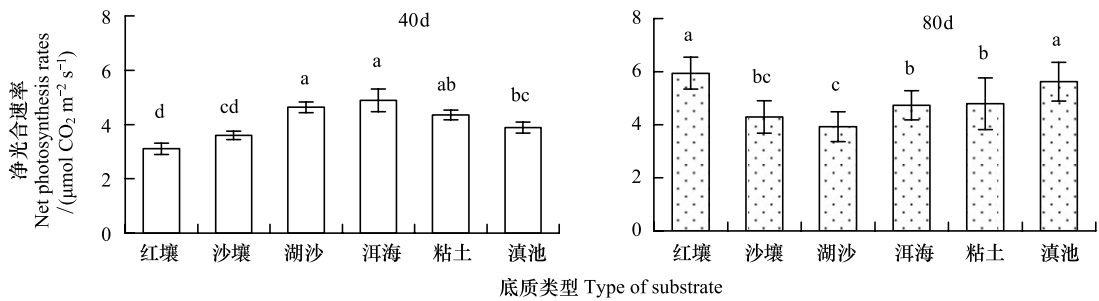 净光合速率
Net photosynthesis rates
/(μmol CO₂ m⁻² s⁻¹)
40d
8
6
4
2
0
d
cd
a
a
ab
bc
红壤
沙壤
湖沙
洱海
粘土
滇池
80d
8
6
4
2
0
a
bc
c
b
b
a
红壤
沙壤
湖沙
洱海
粘土
滇池
底质类型 Type of substrate